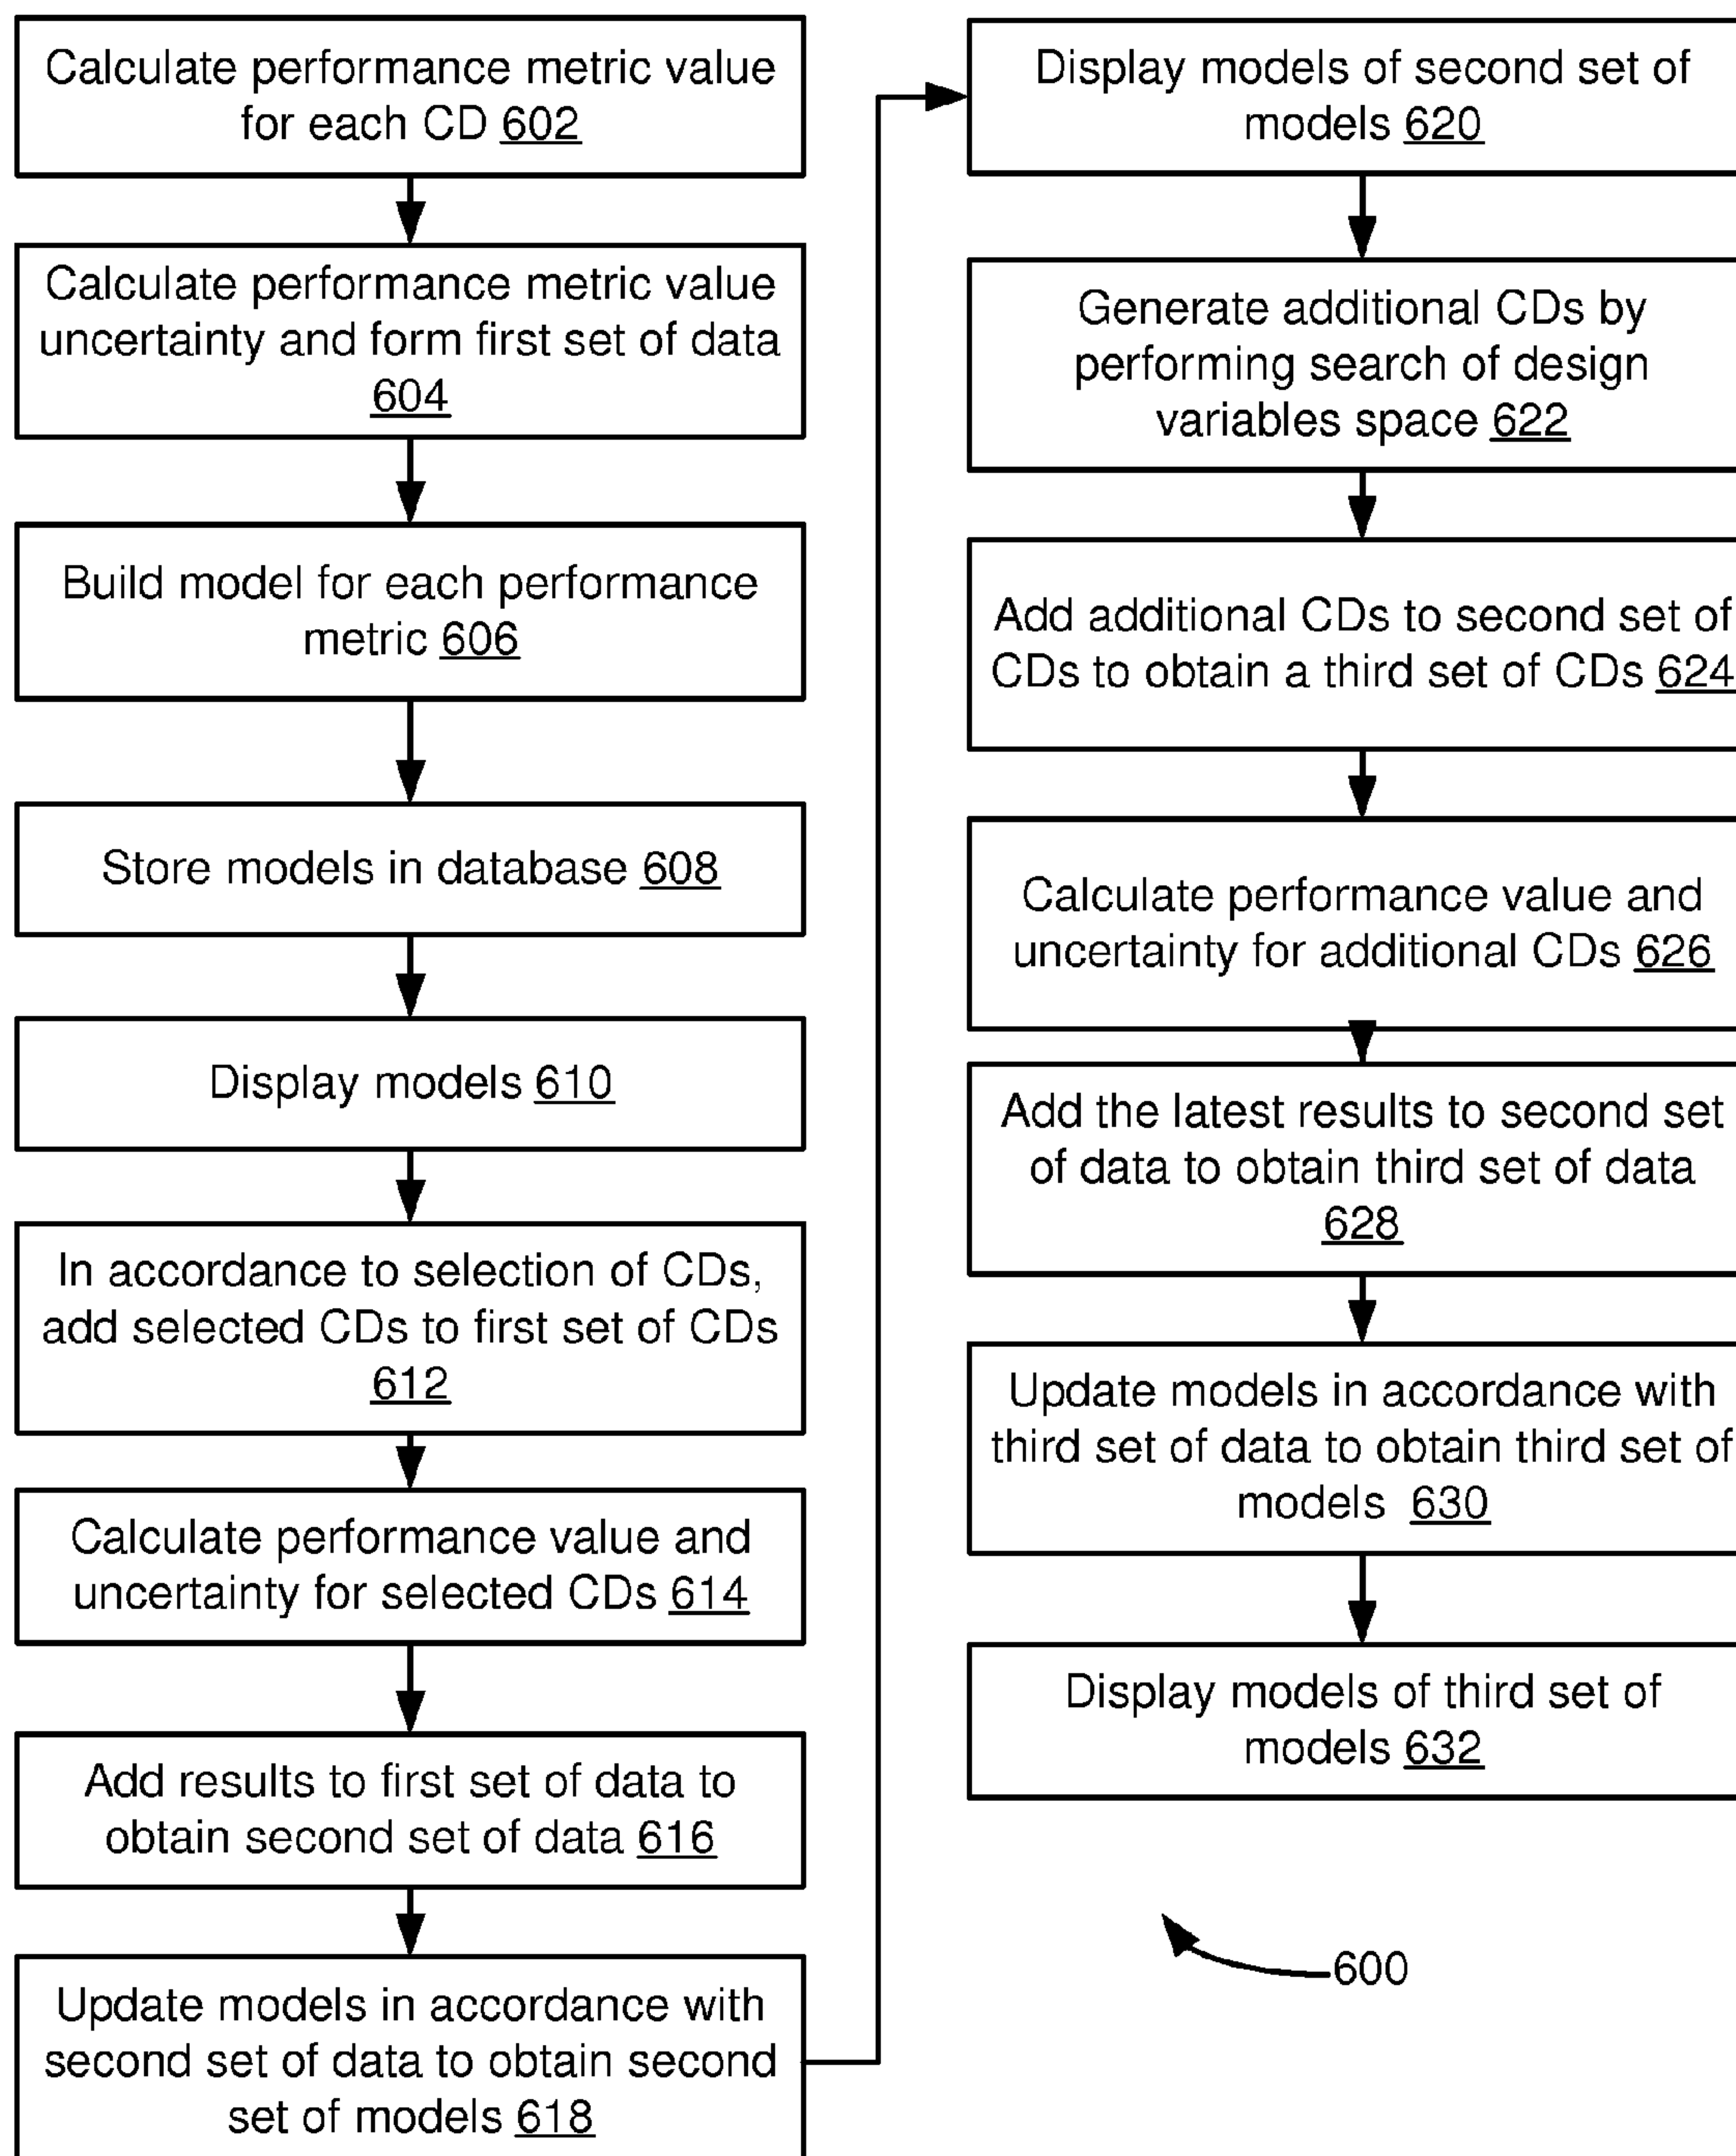 Calculate performance metric value
for each CD 602
Calculate performance metric value
uncertainty and form first set of data
604
Build model for each performance
metric 606
Store models in database 608
Display models 610
In accordance to selection of CDs,
add selected CDs to first set of CDs
612
Calculate performance value and
uncertainty for selected CDs 614
Add results to first set of data to
obtain second set of data 616
Update models in accordance with
second set of data to obtain second
set of models 618
Display models of second set of
models 620
Generate additional CDs by
performing search of design
variables space 622
Add additional CDs to second set of
CDs to obtain a third set of CDs 624
Calculate performance value and
uncertainty for additional CDs 626
Add the latest results to second set
of data to obtain third set of data
628
Update models in accordance with
third set of data to obtain third set of
models 630
Display models of third set of
models 632
600